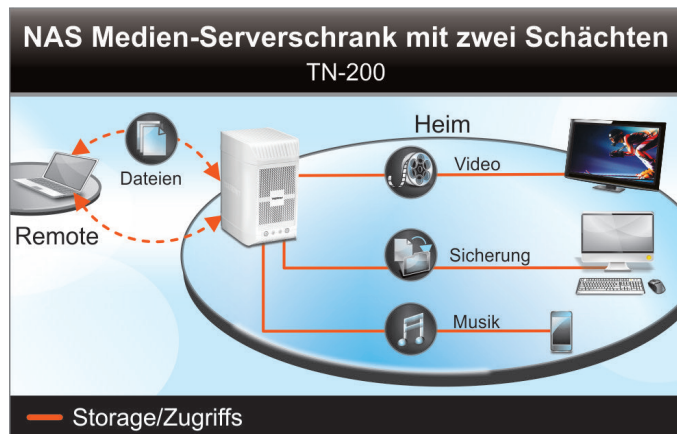 NAS Medien-Serverschrank mit zwei Schächten
TN-200
Heim
Dateien
Video
Remote
Sicherung
Musik
Storage/Zugriffs